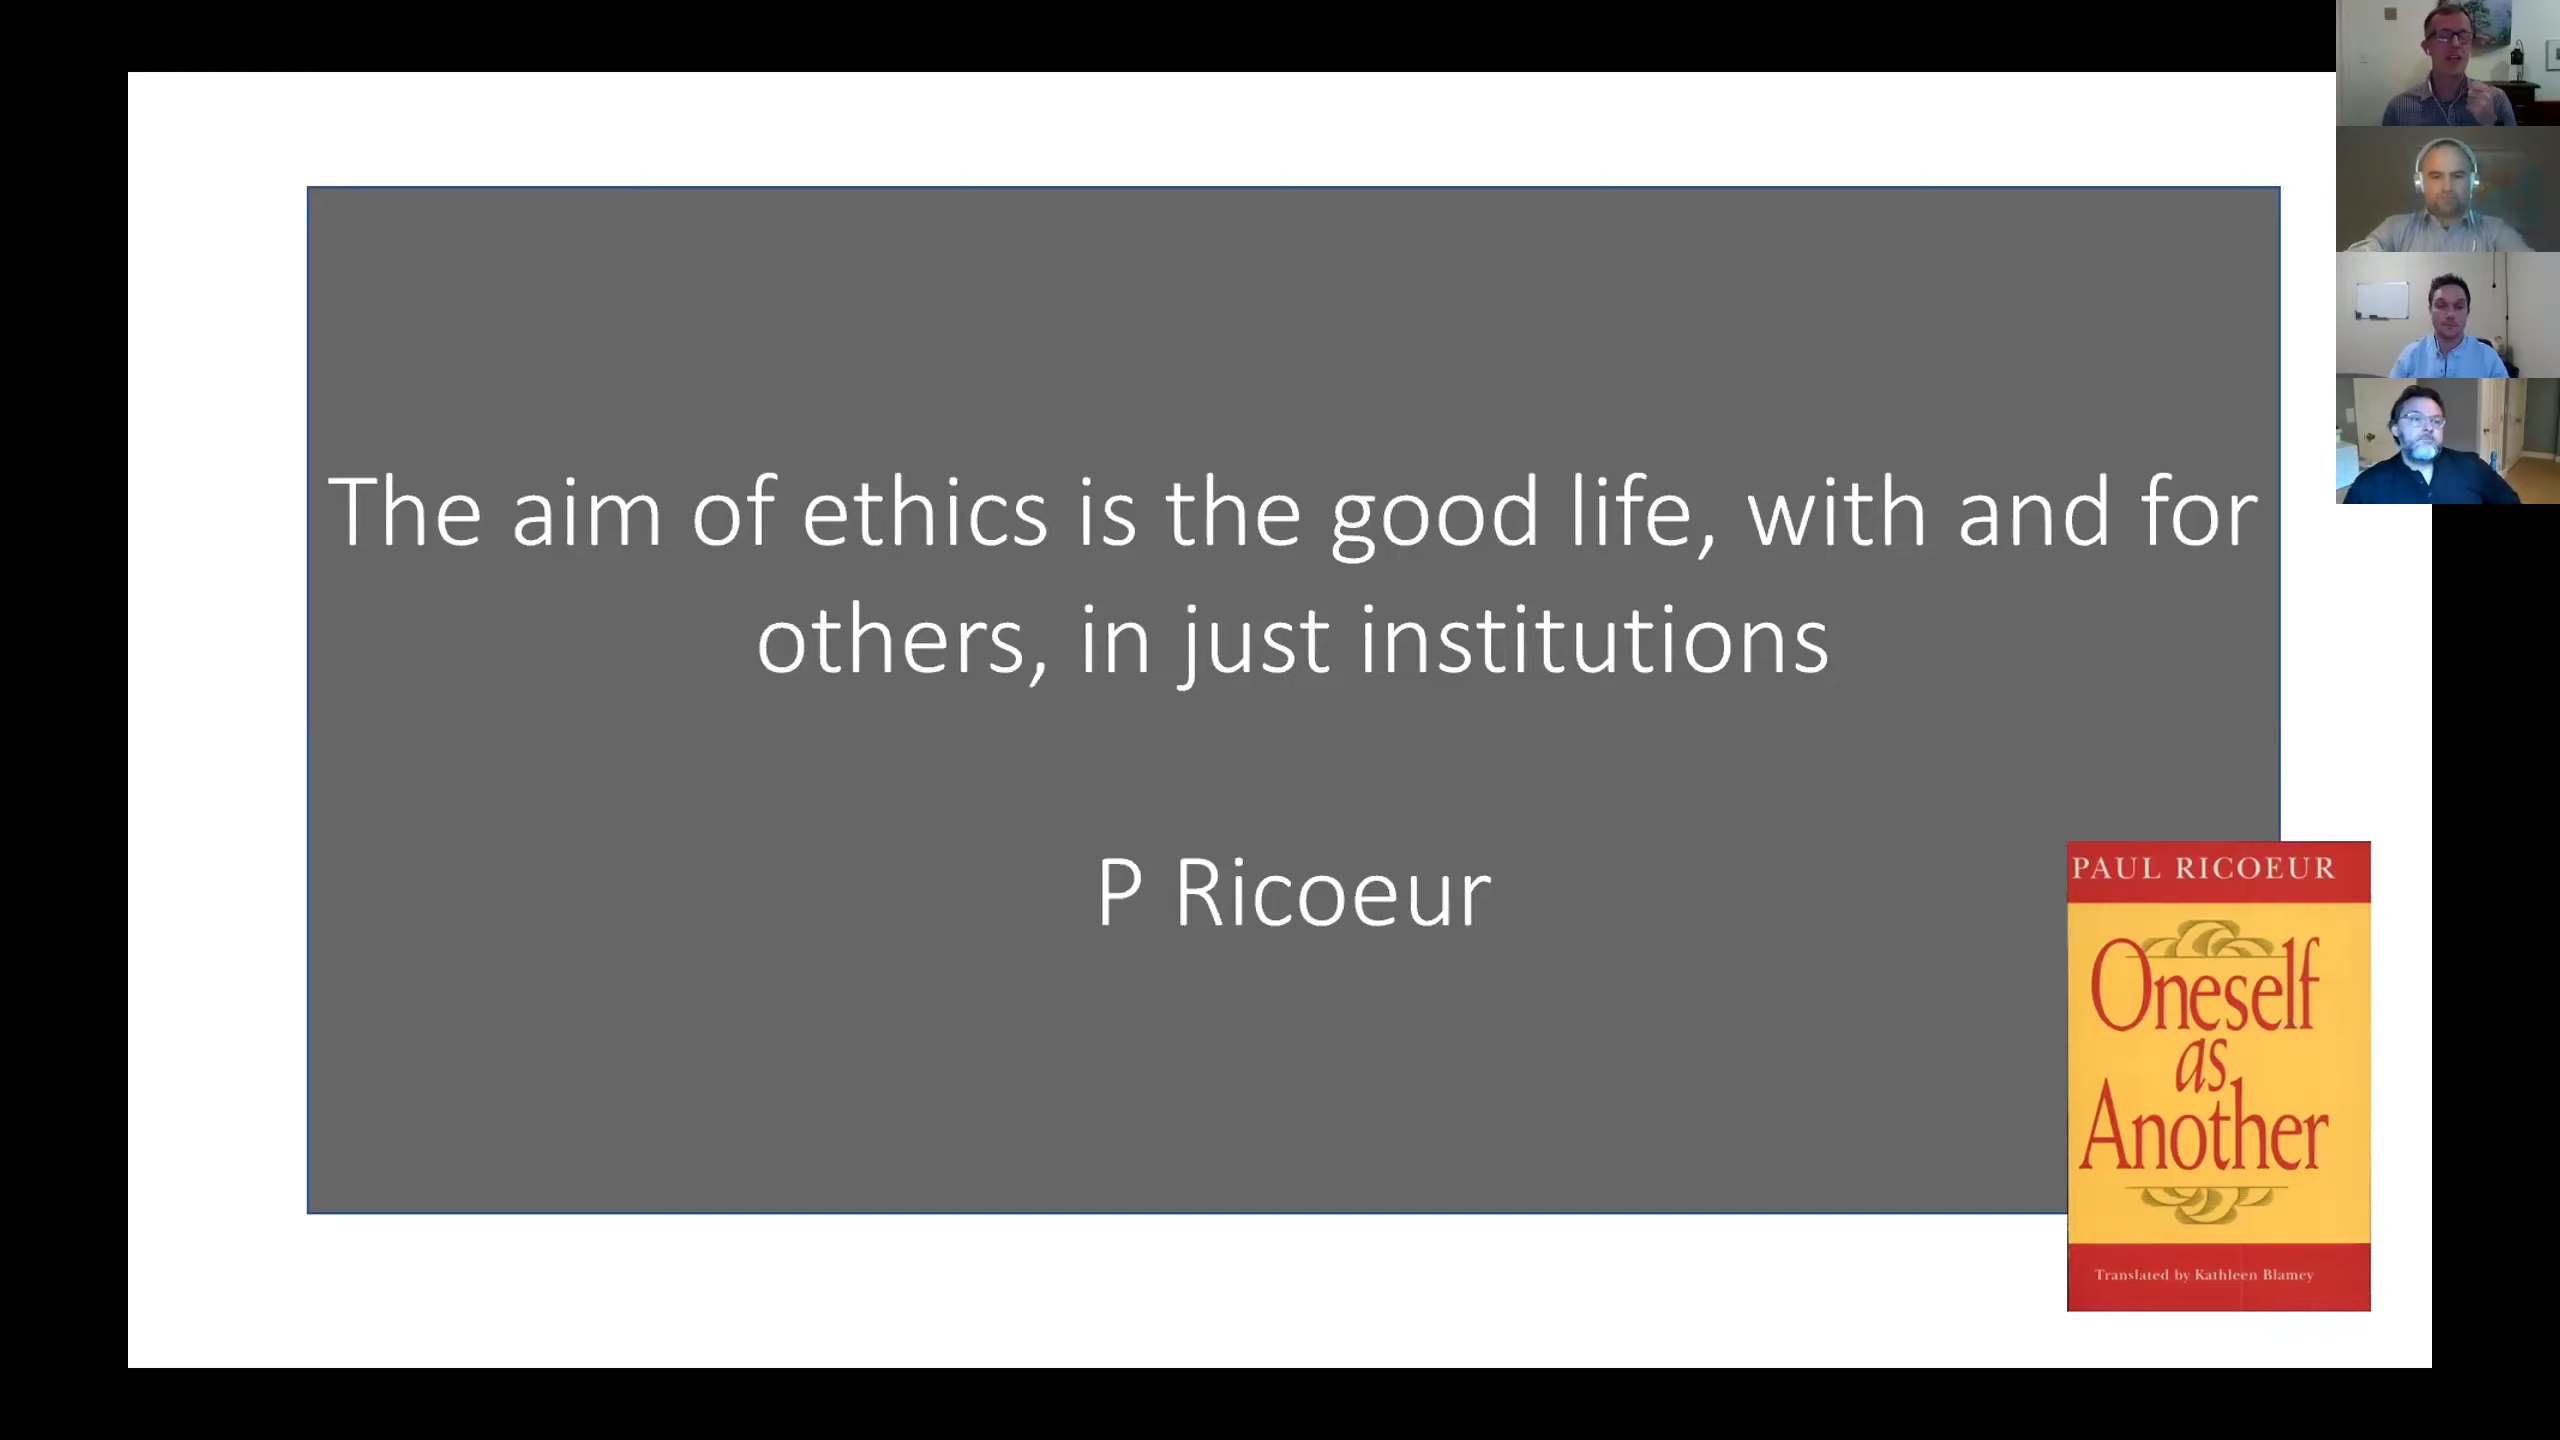 The aim of ethics is the good life, with and for
others, in just institutions
P Ricoeur
PAUL RICOEUR
Oneself
as
Another
Translated by Kathleen Blamey